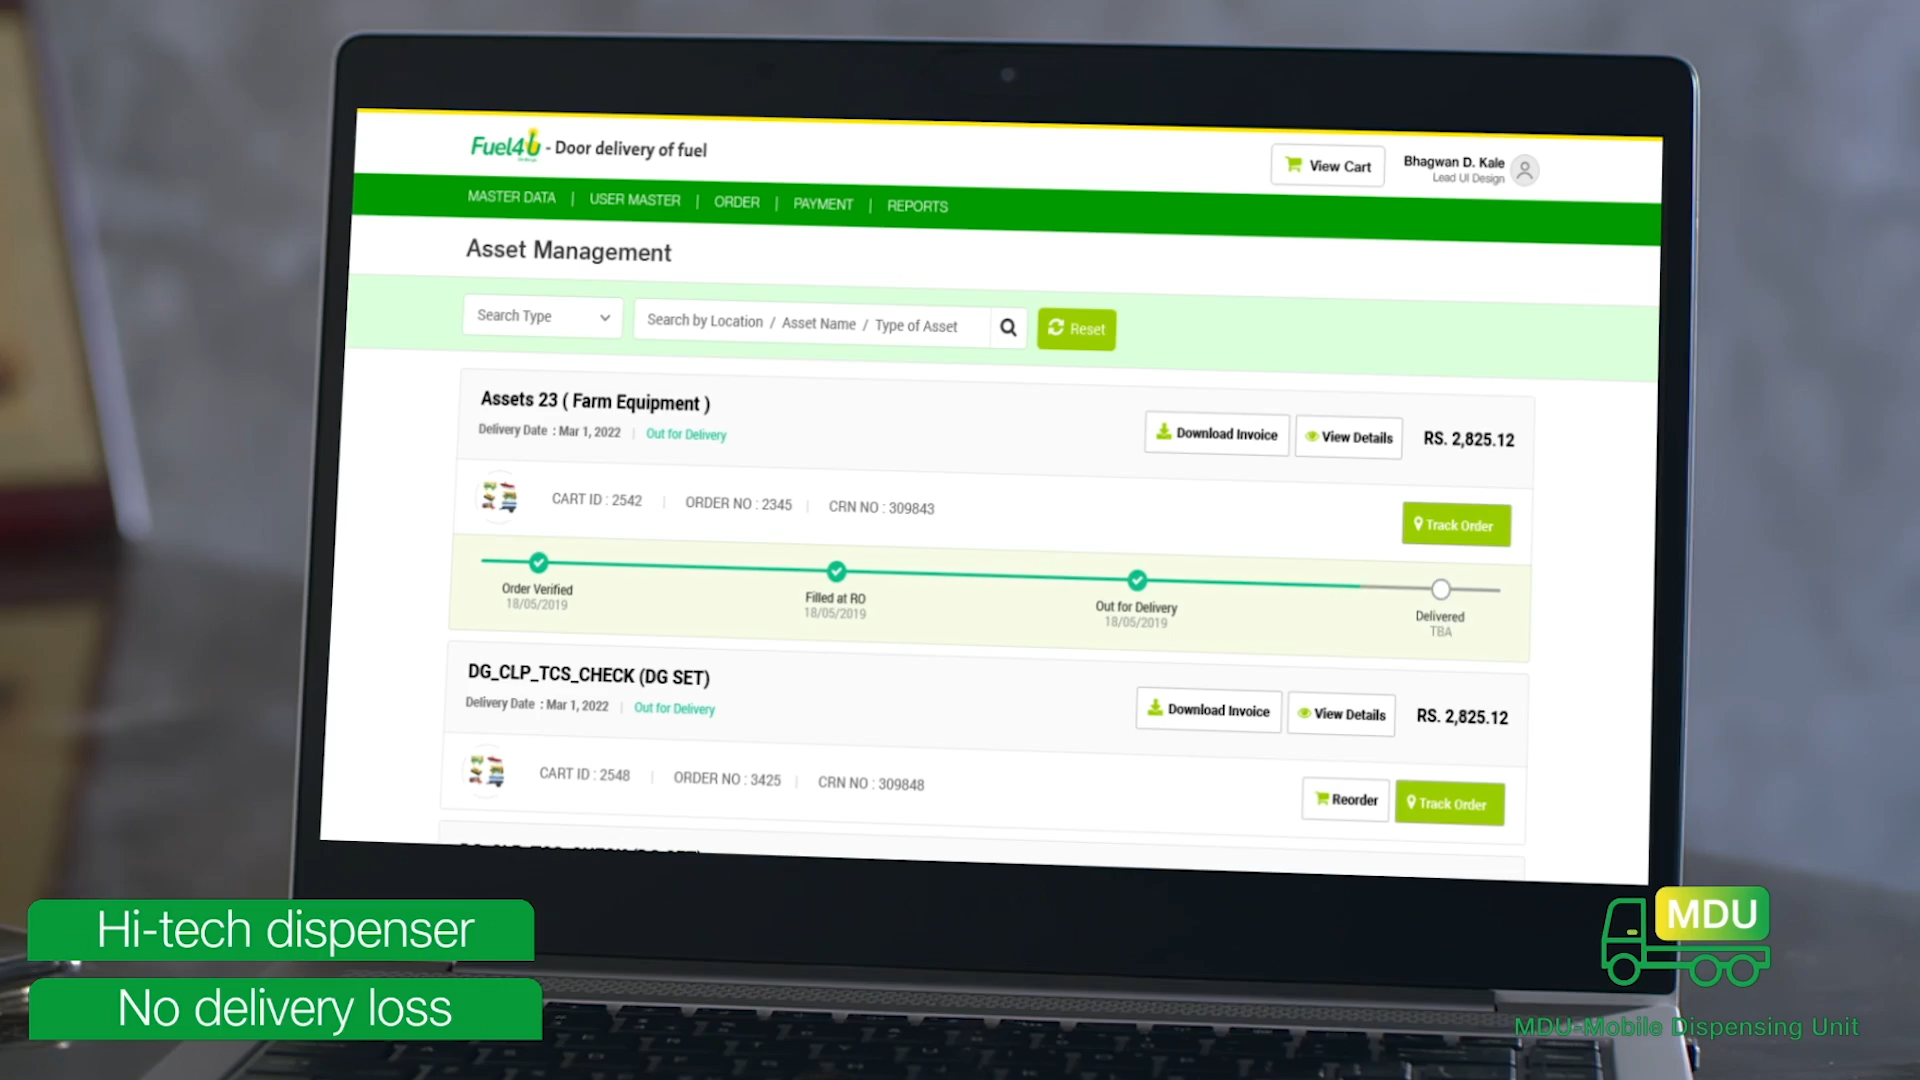 Fuel4U - Door delivery of fuel
View Cart
Bhagwan D. Kale
Lead UI Design
MASTER DATA | USER MASTER | ORDER | PAYMENT | REPORTS
Asset Management
Search Type
Search by Location / Asset Name / Type of Asset
Reset
Assets 23 ( Farm Equipment )
Delivery Date : Mar 1, 2022 | Out for Delivery
Download Invoice
View Details
RS. 2,825.12
CART ID : 2542 | ORDER NO : 2345 | CRN NO : 309843
Track Order
Order Verified
18/05/2019
Filled at RO
18/05/2019
Out for Delivery
18/05/2019
Delivered
TBA
DG_CLP_TCS_CHECK (DG SET)
Delivery Date : Mar 1, 2022 | Out for Delivery
Download Invoice
View Details
RS. 2,825.12
CART ID : 2548 | ORDER NO : 3425 | CRN NO : 309848
Reorder
Track Order
Hi-tech dispenser
No delivery loss
MDU
MDU-Mobile Dispensing Unit